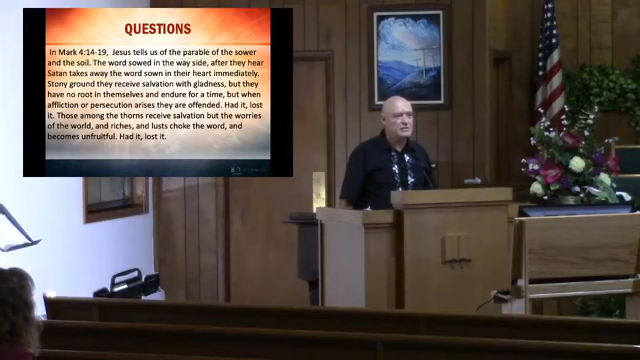 QUESTIONS
In Mark 4:14-19, Jesus tells us of the parable of the sower
and the soil. The word sowed in the way side, after they hear
Satan takes away the word sown in their heart immediately.
Stony ground they receive salvation with gladness, but they
have no root in themselves and endure for a time, but when
affliction or persecution arises they are offended. Had it, lost
it. Those among the thorns receive salvation but the worries
of the world, and riches, and lusts choke the word, and
becomes unfruitful. Had it, lost it.